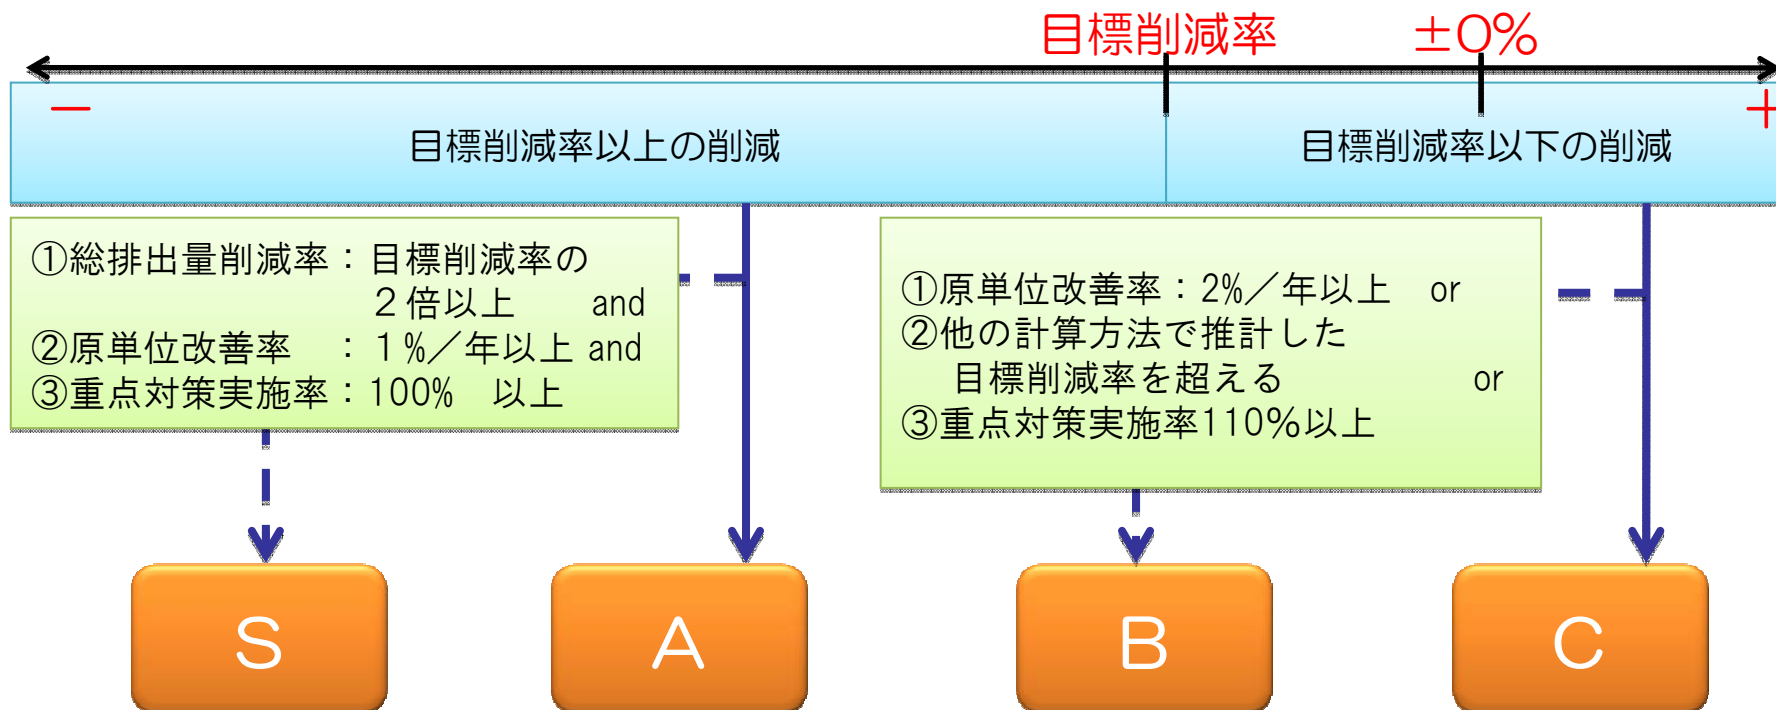 目標削減率 ±0%
− +
目標削減率以上の削減 目標削減率以下の削減
①総排出量削減率：目標削減率の
２倍以上 and
②原単位改善率 ：１%／年以上 and
③重点対策実施率：100% 以上
①原単位改善率：2%／年以上 or
②他の計算方法で推計した
目標削減率を超える or
③重点対策実施率110%以上
S A B C